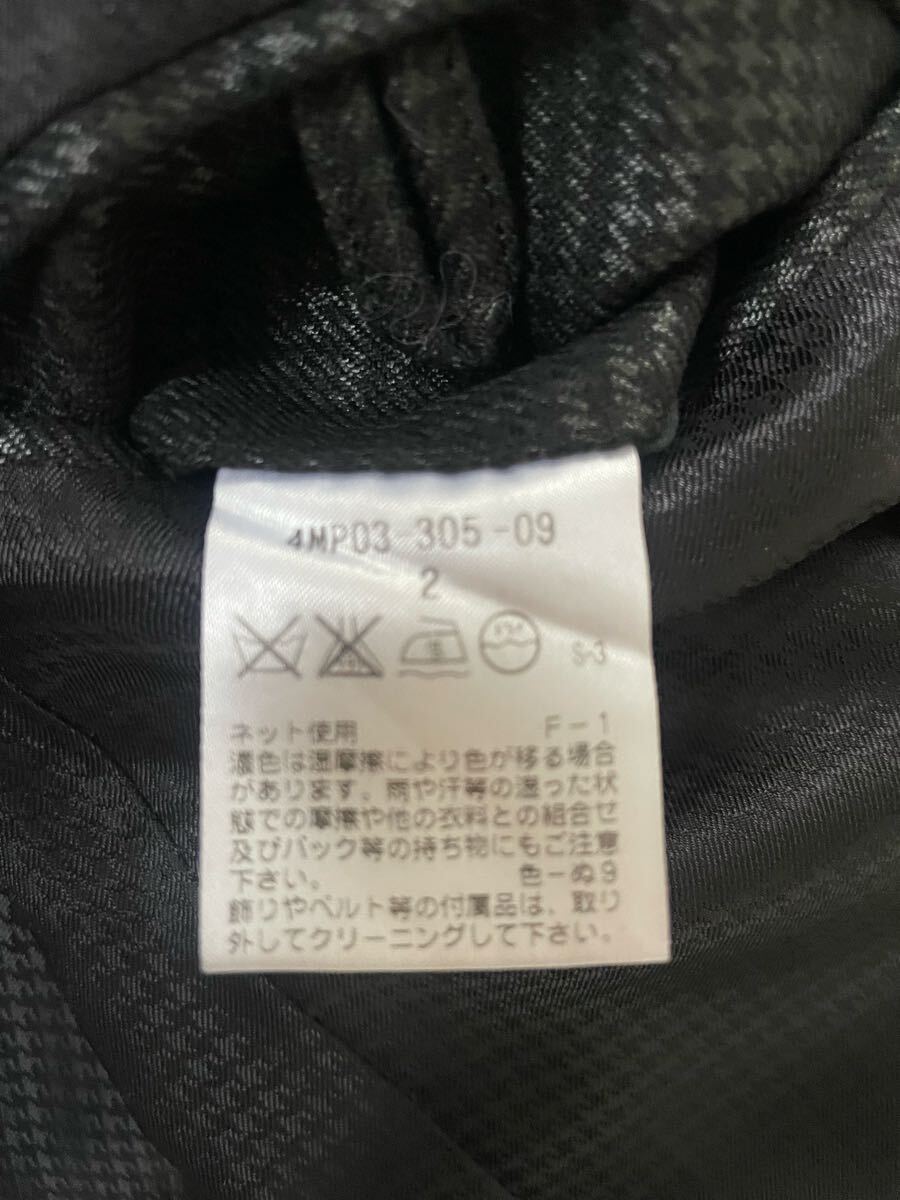 4MP03-305-09
2
S-3
ネット使用 F-1
濃色は湿摩擦により色が移る場合
があります。雨や汗等の湿った状
態での摩擦や他の衣料との組合せ
及びバック等の持ち物にもご注意
下さい。 色-ぬ9
飾りやベルト等の付属品は、取り
外してクリーニングして下さい。